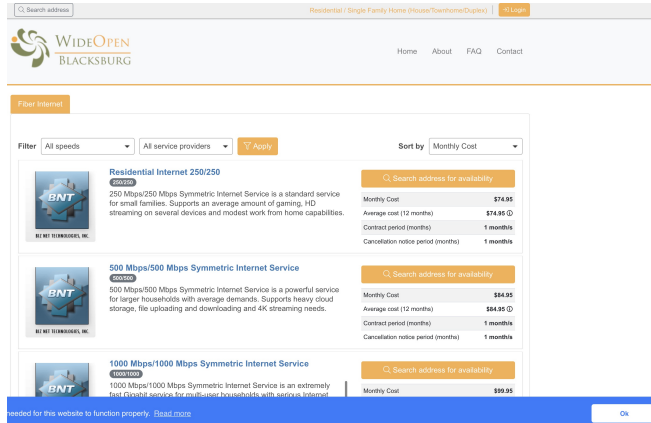 Search address
Residential / Single Family Home (House/Townhome/Duplex)
Login
WIDEOPEN
BLACKSBURG
Home About FAQ Contact
Fiber Internet
Filter All speeds All service providers Apply Sort by Monthly Cost
BNT
BIZ NET TECHNOLOGIES, INC.
Residential Internet 250/250
250/250
250 Mbps/250 Mbps Symmetric Internet Service is a standard service
for small families. Supports an average amount of gaming, HD
streaming on several devices and modest work from home capabilities.
Search address for availability
Monthly Cost $74.95
Average cost (12 months) $74.95
Contract period (months) 1 month/s
Cancellation notice period (months) 1 month/s
BNT
BIZ NET TECHNOLOGIES, INC.
500 Mbps/500 Mbps Symmetric Internet Service
500/500
500 Mbps/500 Mbps Symmetric Internet Service is a powerful service
for larger households with average demands. Supports heavy cloud
storage, file uploading and downloading and 4K streaming needs.
Search address for availability
Monthly Cost $84.95
Average cost (12 months) $84.95
Contract period (months) 1 month/s
Cancellation notice period (months) 1 month/s
BNT
1000 Mbps/1000 Mbps Symmetric Internet Service
1000/1000
1000 Mbps/1000 Mbps Symmetric Internet Service is an extremely
fast Gigabit service for multi-user households with serious Internet
Search address for availability
Monthly Cost $99.95
needed for this website to function properly. Read more
Ok